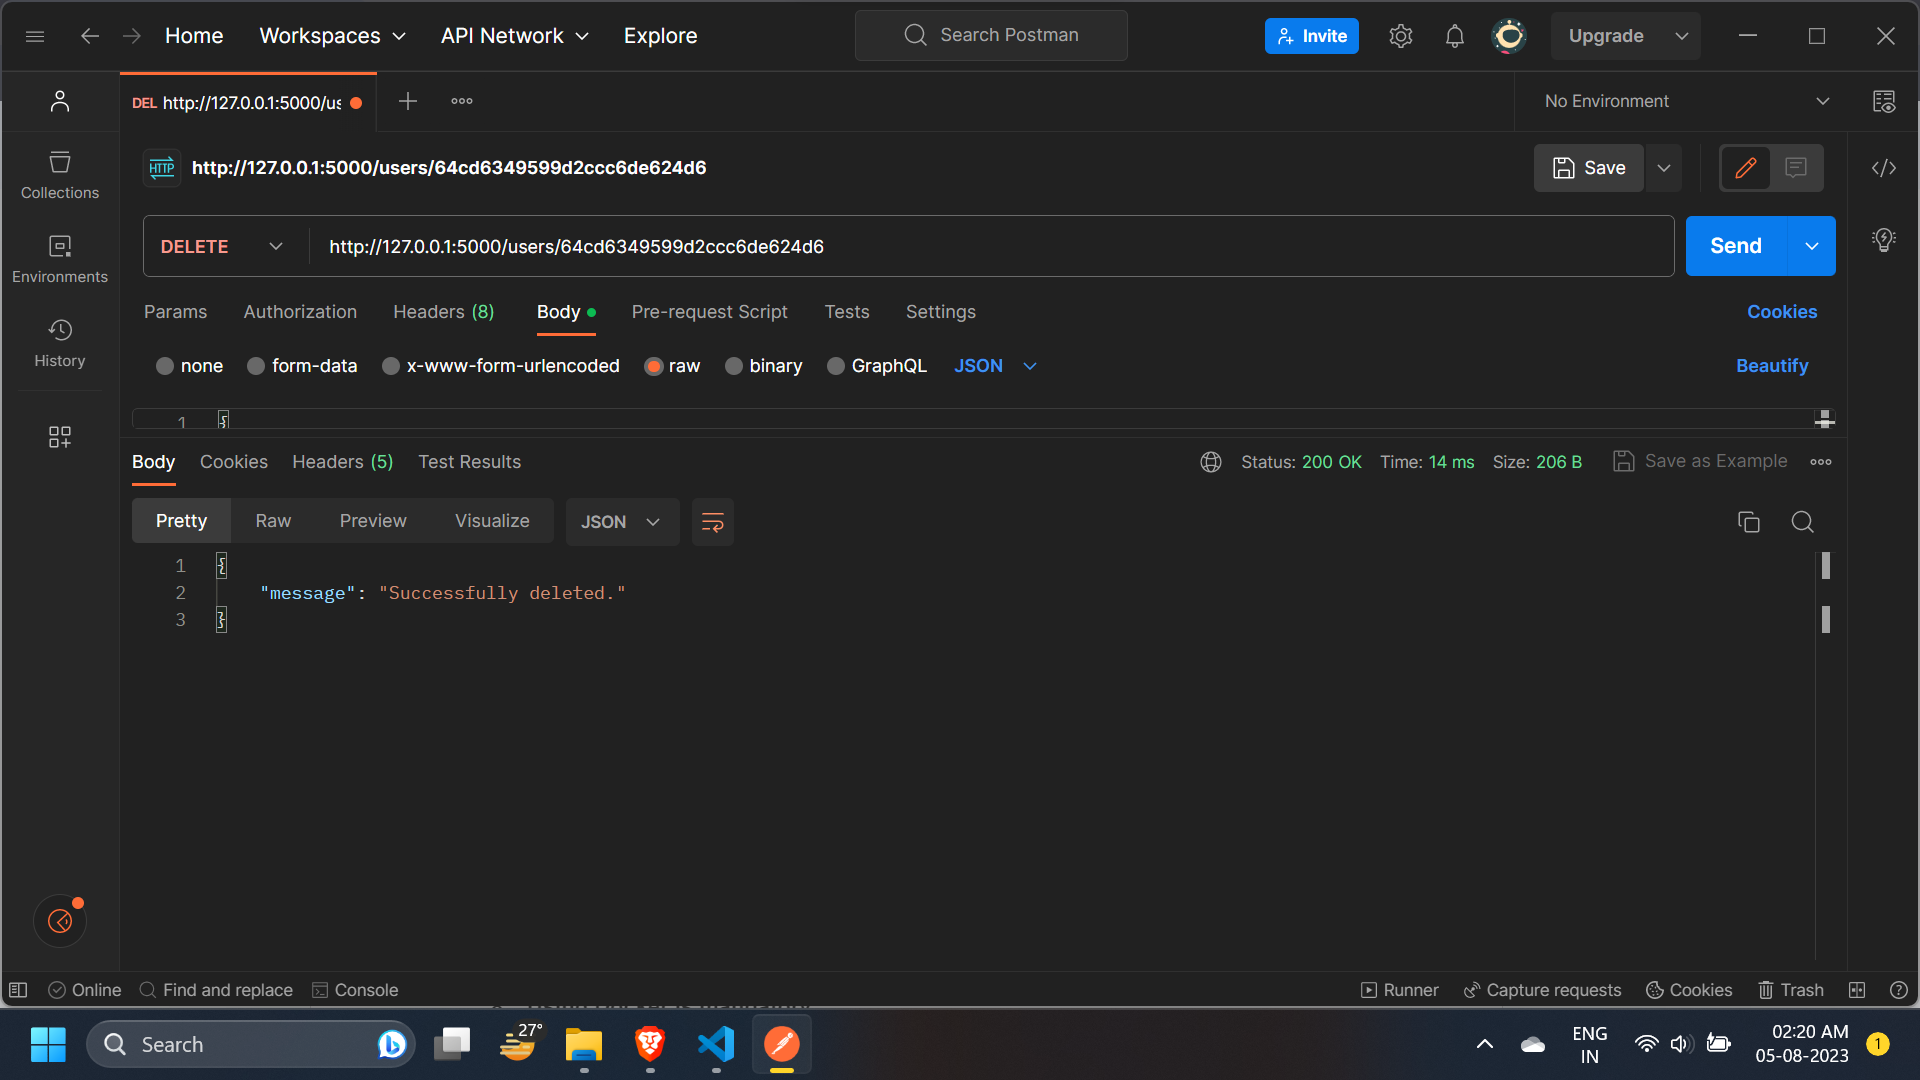 Home Workspaces API Network Explore Search Postman Invite Upgrade
DEL http://127.0.0.1:5000/us No Environment
HTTP http://127.0.0.1:5000/users/64cd6349599d2ccc6de624d6 Save
Collections
DELETE http://127.0.0.1:5000/users/64cd6349599d2ccc6de624d6 Send
Environments
Params Authorization Headers (8) Body Pre-request Script Tests Settings Cookies
History
none form-data x-www-form-urlencoded raw binary GraphQL JSON Beautify
1 {
Body Cookies Headers (5) Test Results Status: 200 OK Time: 14 ms Size: 206 B Save as Example
Pretty Raw Preview Visualize JSON
1 {
2 "message": "Successfully deleted."
3 }
Online Find and replace Console Runner Capture requests Cookies Trash
Search 27° ENG IN 02:20 AM 05-08-2023 1